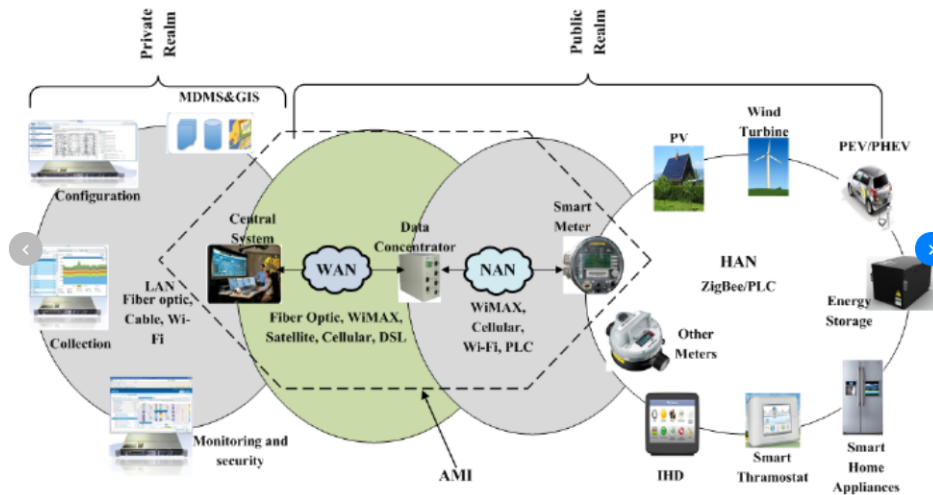 Private
Realm
Public
Realm
MDMS&GIS
Configuration
Collection
Monitoring and
security
LAN
Fiber optic,
Cable, Wi-
Fi
Central
System
WAN
Fiber Optic, WiMAX,
Satellite, Cellular, DSL
Data
Concentrator
NAN
WiMAX,
Cellular,
Wi-Fi, PLC
Smart
Meter
AMI
PV
Wind
Turbine
PEV/PHEV
HAN
ZigBee/PLC
Energy
Storage
Other
Meters
IHD
Smart
Thramostat
Smart
Home
Appliances